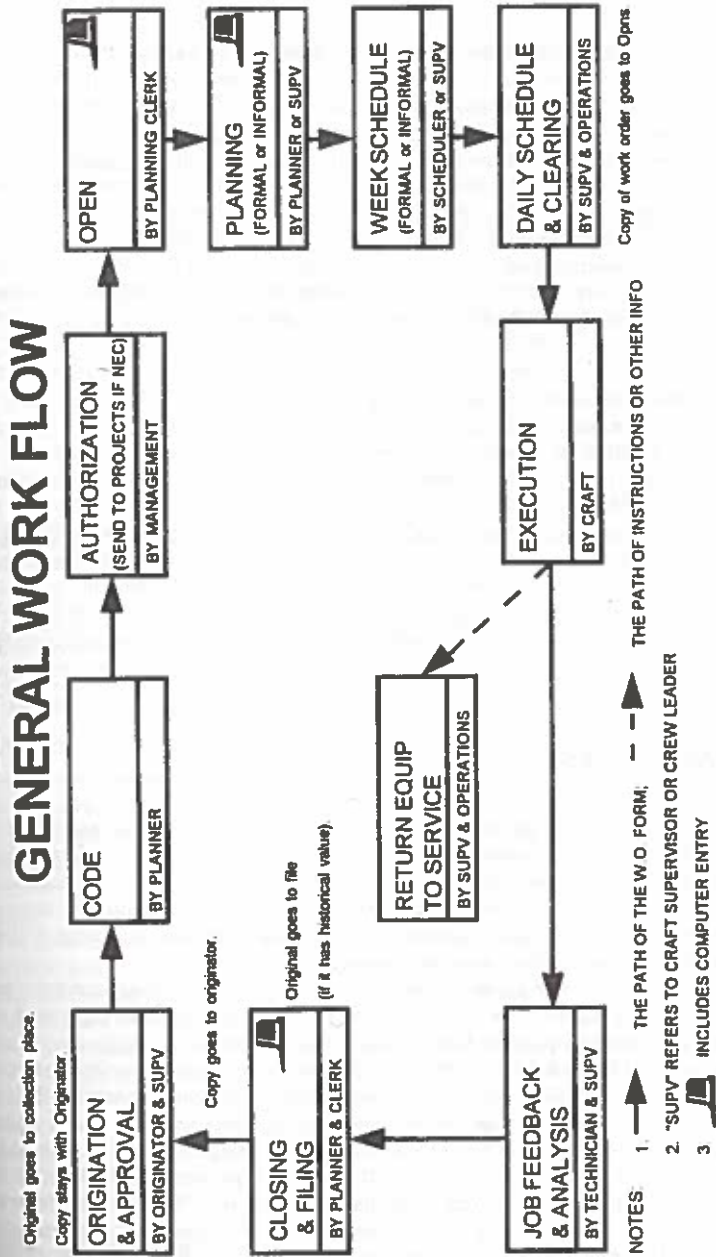 GENERAL WORK FLOW
Original goes to collection place.
Copy stays with Originator
ORIGINATION
& APPROVAL
BY ORIGINATOR & SUPV
CODE
BY PLANNER
AUTHORIZATION
(SEND TO PROJECTS IF NEC)
BY MANAGEMENT
OPEN
BY PLANNING CLERK
PLANNING
(FORMAL or INFORMAL)
BY PLANNER or SUPV
WEEK SCHEDULE
(FORMAL or INFORMAL)
BY SCHEDULER or SUPV
DAILY SCHEDULE
& CLEARING
BY SUPV & OPERATIONS
Copy of work order goes to Opns.
EXECUTION
BY CRAFT
RETURN EQUIP
TO SERVICE
BY SUPV & OPERATIONS
JOB FEEDBACK
& ANALYSIS
BY TECHNICIAN & SUPV
CLOSING
& FILING
BY PLANNER & CLERK
Original goes to file
(if it has historical value).
Copy goes to originator.
NOTES: 1. THE PATH OF THE W.O. FORM; THE PATH OF INSTRUCTIONS OR OTHER INFO
2. "SUPV" REFERS TO CRAFT SUPERVISOR OR CREW LEADER
3 INCLUDES COMPUTER ENTRY